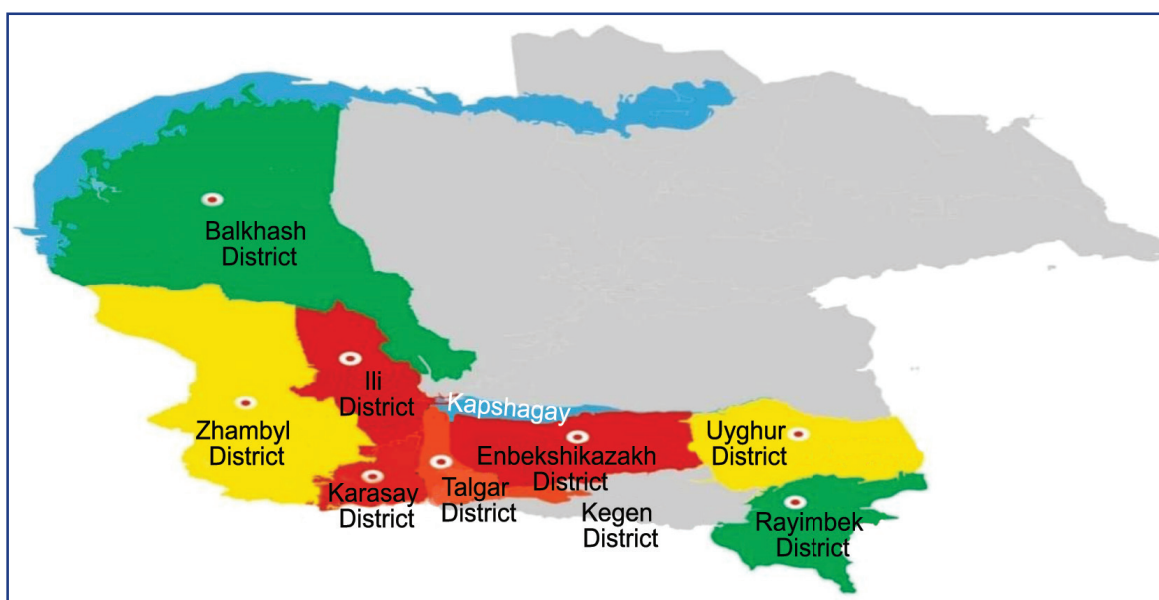 Balkhash
District
Ili
District
Kapshagay
Zhambyl
District
Uyghur
District
Enbekshikazakh
District
Karasay
District
Talgar
District
Kegen
District
Rayimbek
District